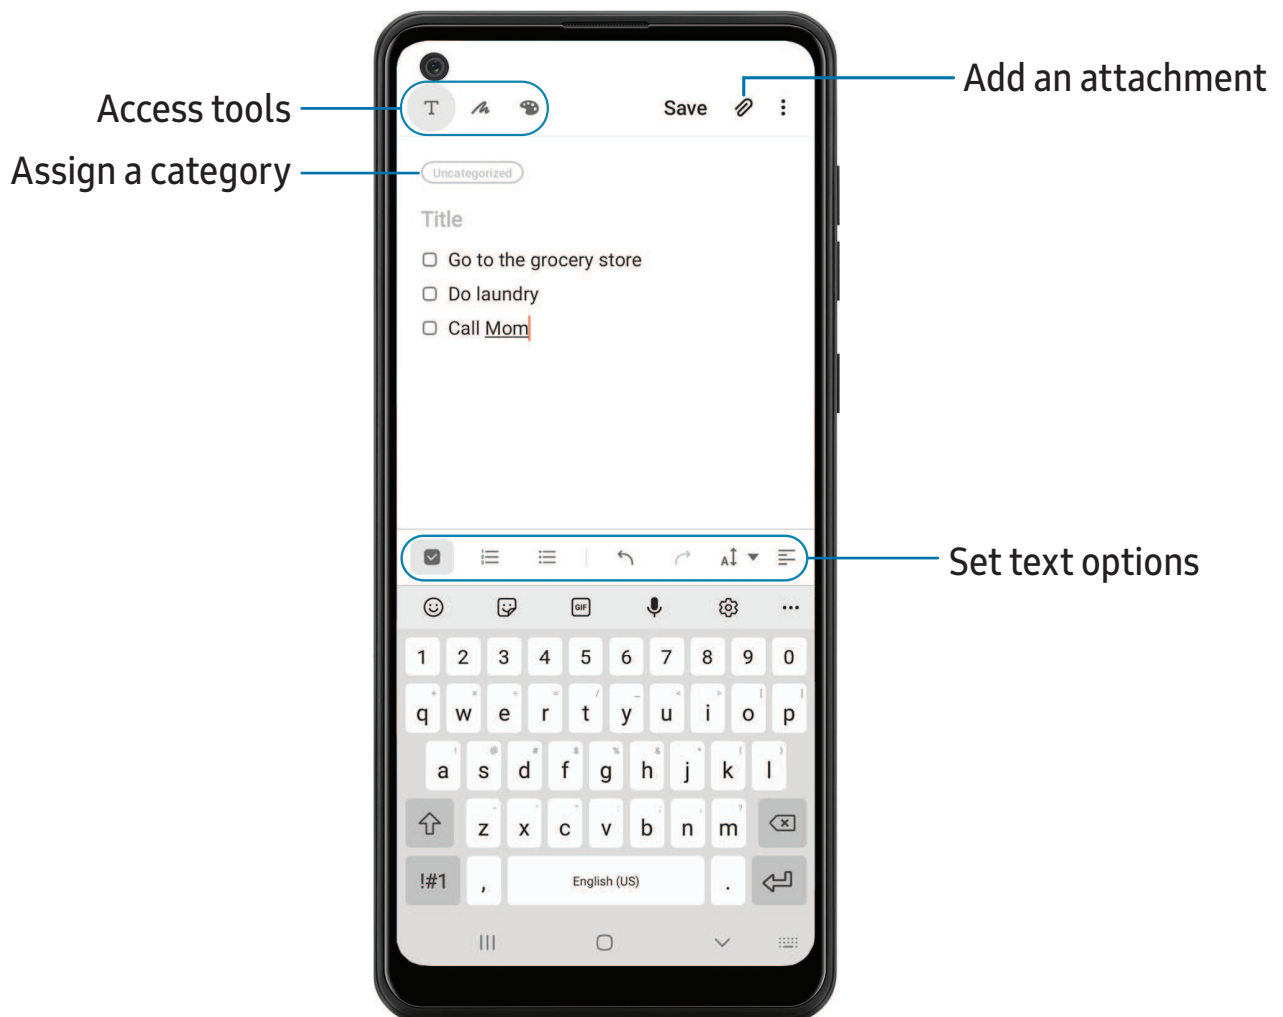 Add an attachment
Access tools
T
Save
Assign a category
Uncategorized
Title
Go to the grocery store
Do laundry
Call Mom
Set text options
A
GIF
1 2 3 4 5 6 7 8 9 0
+ × ÷ = / _ < > [ ]
q w e r t y u i o p
! @ # $ % & * ( )
a s d f g h j k l
- ' " : ; , ?
z x c v b n m
!#1 , English (US) .